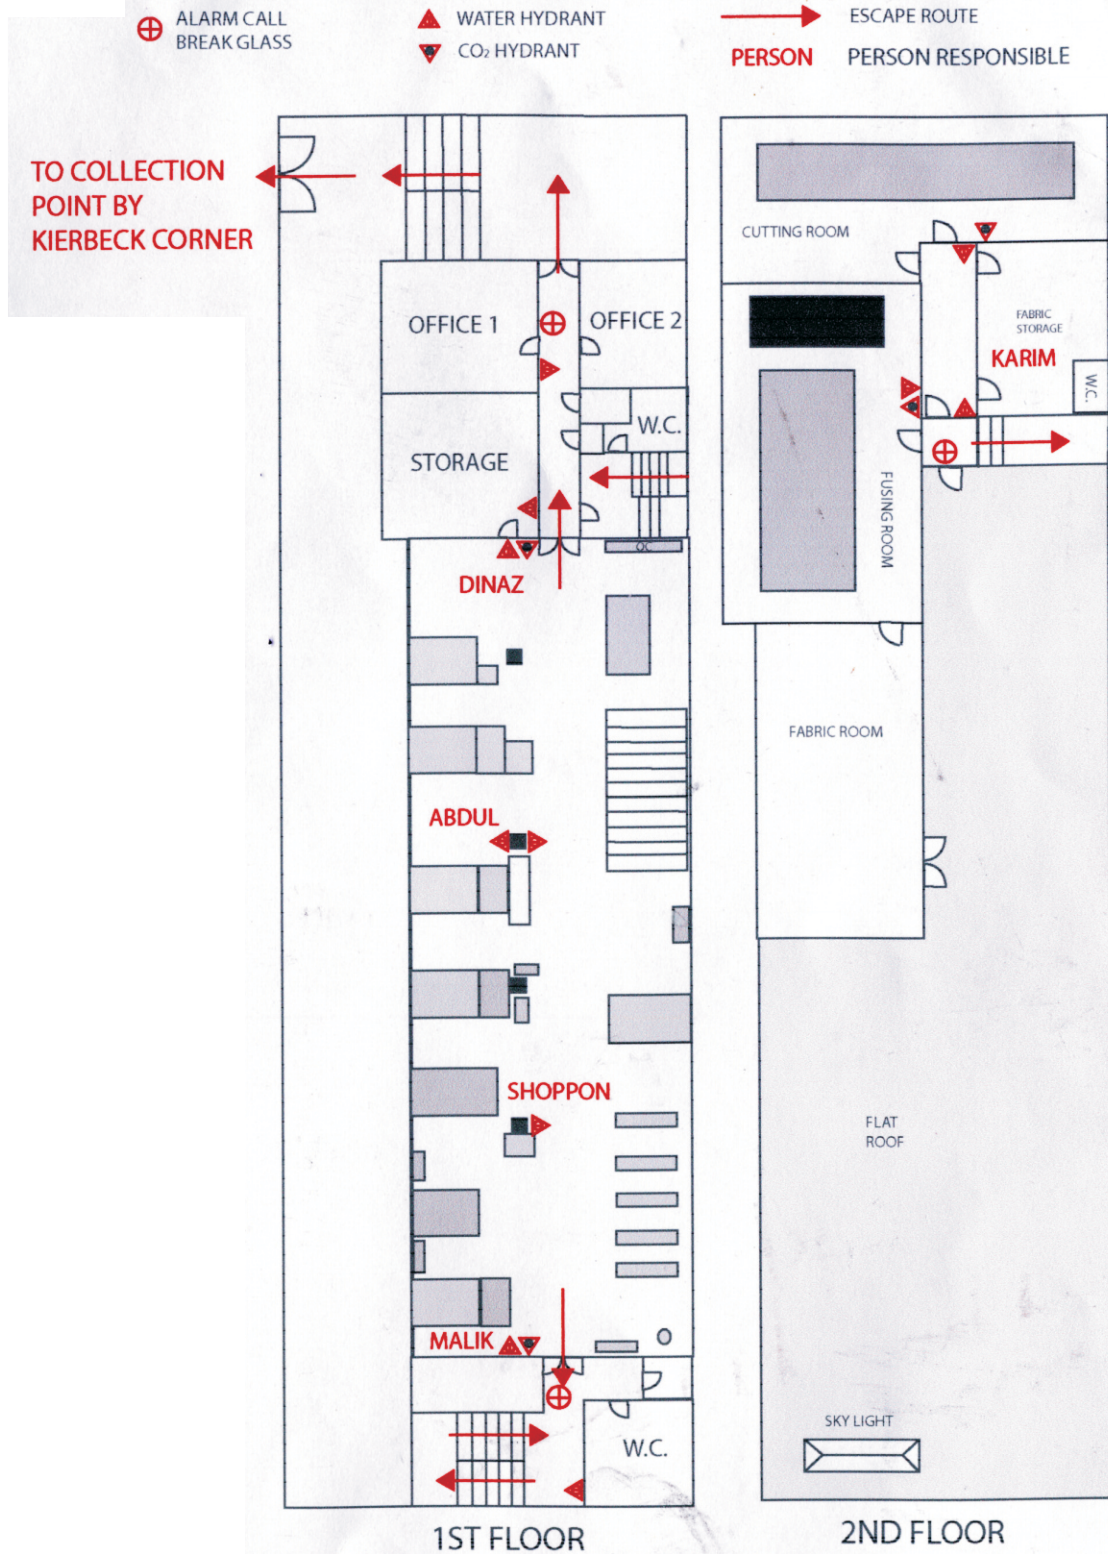 ALARM CALL
BREAK GLASS
WATER HYDRANT
CO₂ HYDRANT
ESCAPE ROUTE
PERSON PERSON RESPONSIBLE
TO COLLECTION
POINT BY
KIERBECK CORNER
OFFICE 1
OFFICE 2
W.C.
STORAGE
QC
DINAZ
ABDUL
SHOPPON
MALIK
W.C.
1ST FLOOR
CUTTING ROOM
FABRIC
STORAGE
KARIM
W.C.
FUSING ROOM
FABRIC ROOM
FLAT
ROOF
SKY LIGHT
2ND FLOOR